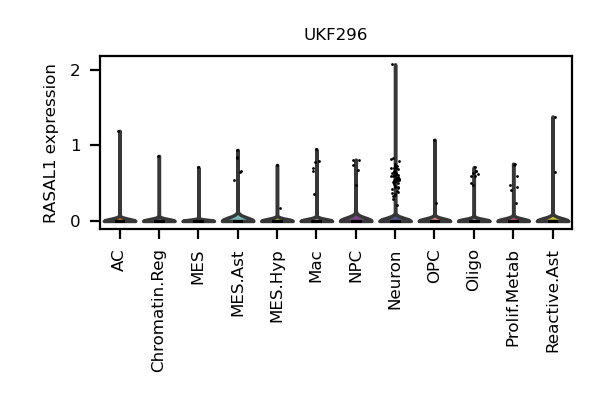 UKF296
RASAL1 expression
2
1
0
AC
Chromatin.Reg
MES
MES.Ast
MES.Hyp
Mac
NPC
Neuron
OPC
Oligo
Prolif.Metab
Reactive.Ast